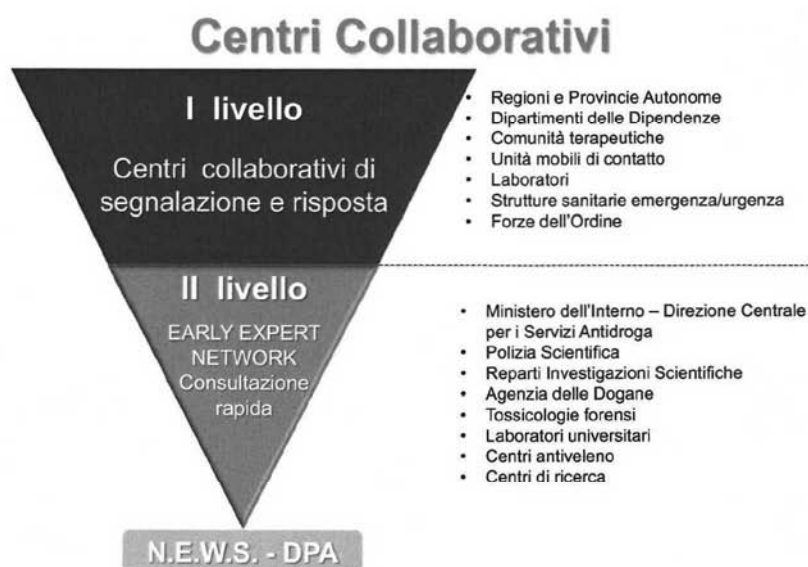 Centri Collaborativi
I livello
Centri collaborativi di
segnalazione e risposta
• Regioni e Provincie Autonome
• Dipartimenti delle Dipendenze
• Comunità terapeutiche
• Unità mobili di contatto
• Laboratori
• Strutture sanitarie emergenza/urgenza
• Forze dell'Ordine
II livello
EARLY EXPERT
NETWORK
Consultazione
rapida
• Ministero dell'Interno – Direzione Centrale
per i Servizi Antidroga
• Polizia Scientifica
• Reparti Investigazioni Scientifiche
• Agenzia delle Dogane
• Tossicologie forensi
• Laboratori universitari
• Centri antiveleno
• Centri di ricerca
N.E.W.S. - DPA